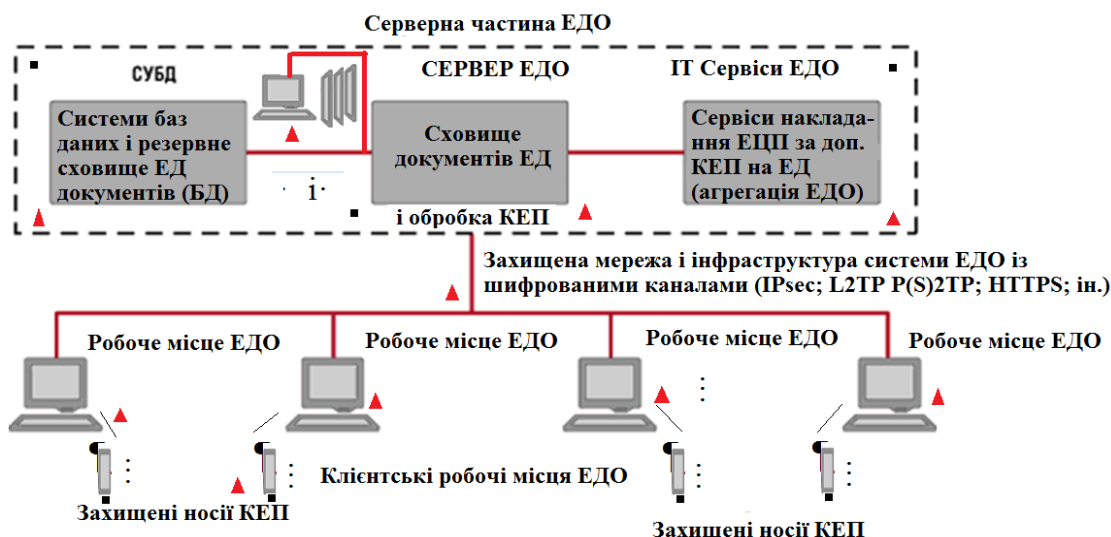 Серверна частина ЕДО
СУБД
СЕРВЕР ЕДО
ІТ Сервіси ЕДО
Системи баз
даних і резервне
сховище ЕД
документів (БД)
Сховище
документів ЕД
Сервіси наклада-
ння ЕЦП за доп.
КЕП на ЕД
(агрегація ЕДО)
і
і обробка КЕП
Захищена мережа і інфраструктура системи ЕДО із
шифрованими каналами (IPsec; L2TP P(S)2TP; HTTPS; ін.)
Робоче місце ЕДО
Робоче місце ЕДО
Робоче місце ЕДО
Робоче місце ЕДО
Клієнтські робочі місця ЕДО
Захищені носії КЕП
Захишені носії КЕП